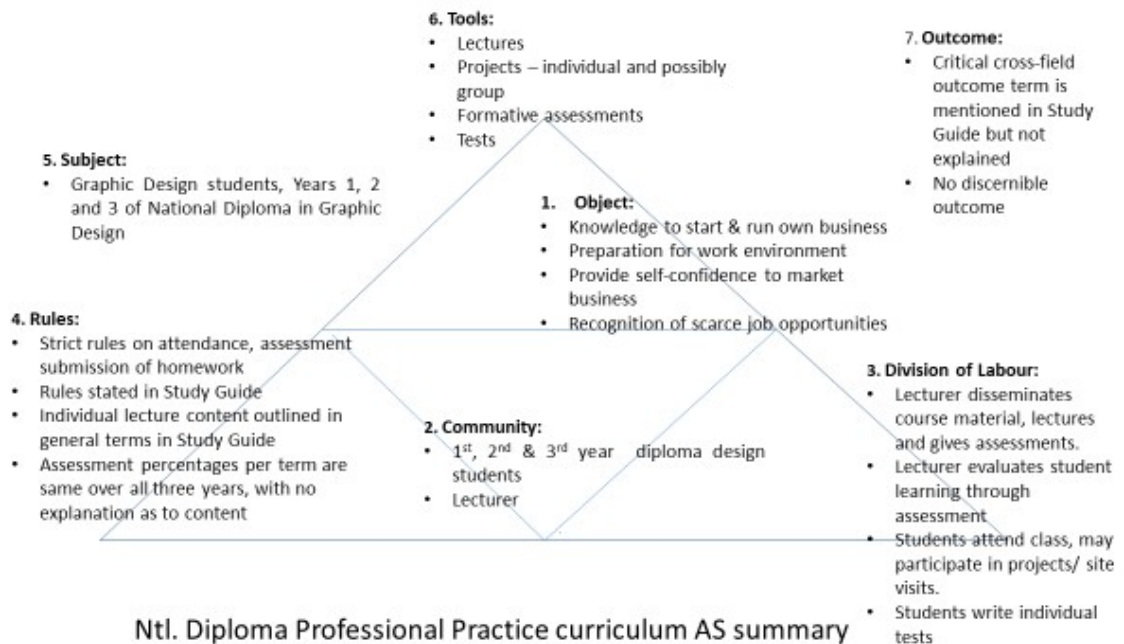 6. Tools:
• Lectures
• Projects – individual and possibly
group
• Formative assessments
• Tests
7. Outcome:
• Critical cross-field
outcome term is
mentioned in Study
Guide but not
explained
• No discernible
outcome
5. Subject:
• Graphic Design students, Years 1, 2
and 3 of National Diploma in Graphic
Design
1. Object:
• Knowledge to start & run own business
• Preparation for work environment
• Provide self-confidence to market
business
• Recognition of scarce job opportunities
4. Rules:
• Strict rules on attendance, assessment
submission of homework
• Rules stated in Study Guide
• Individual lecture content outlined in
general terms in Study Guide
• Assessment percentages per term are
same over all three years, with no
explanation as to content
2. Community:
• 1st, 2nd & 3rd year diploma design
students
• Lecturer
3. Division of Labour:
• Lecturer disseminates
course material, lectures
and gives assessments.
• Lecturer evaluates student
learning through
assessment
• Students attend class, may
participate in projects/ site
visits.
• Students write individual
tests
Ntl. Diploma Professional Practice curriculum AS summary